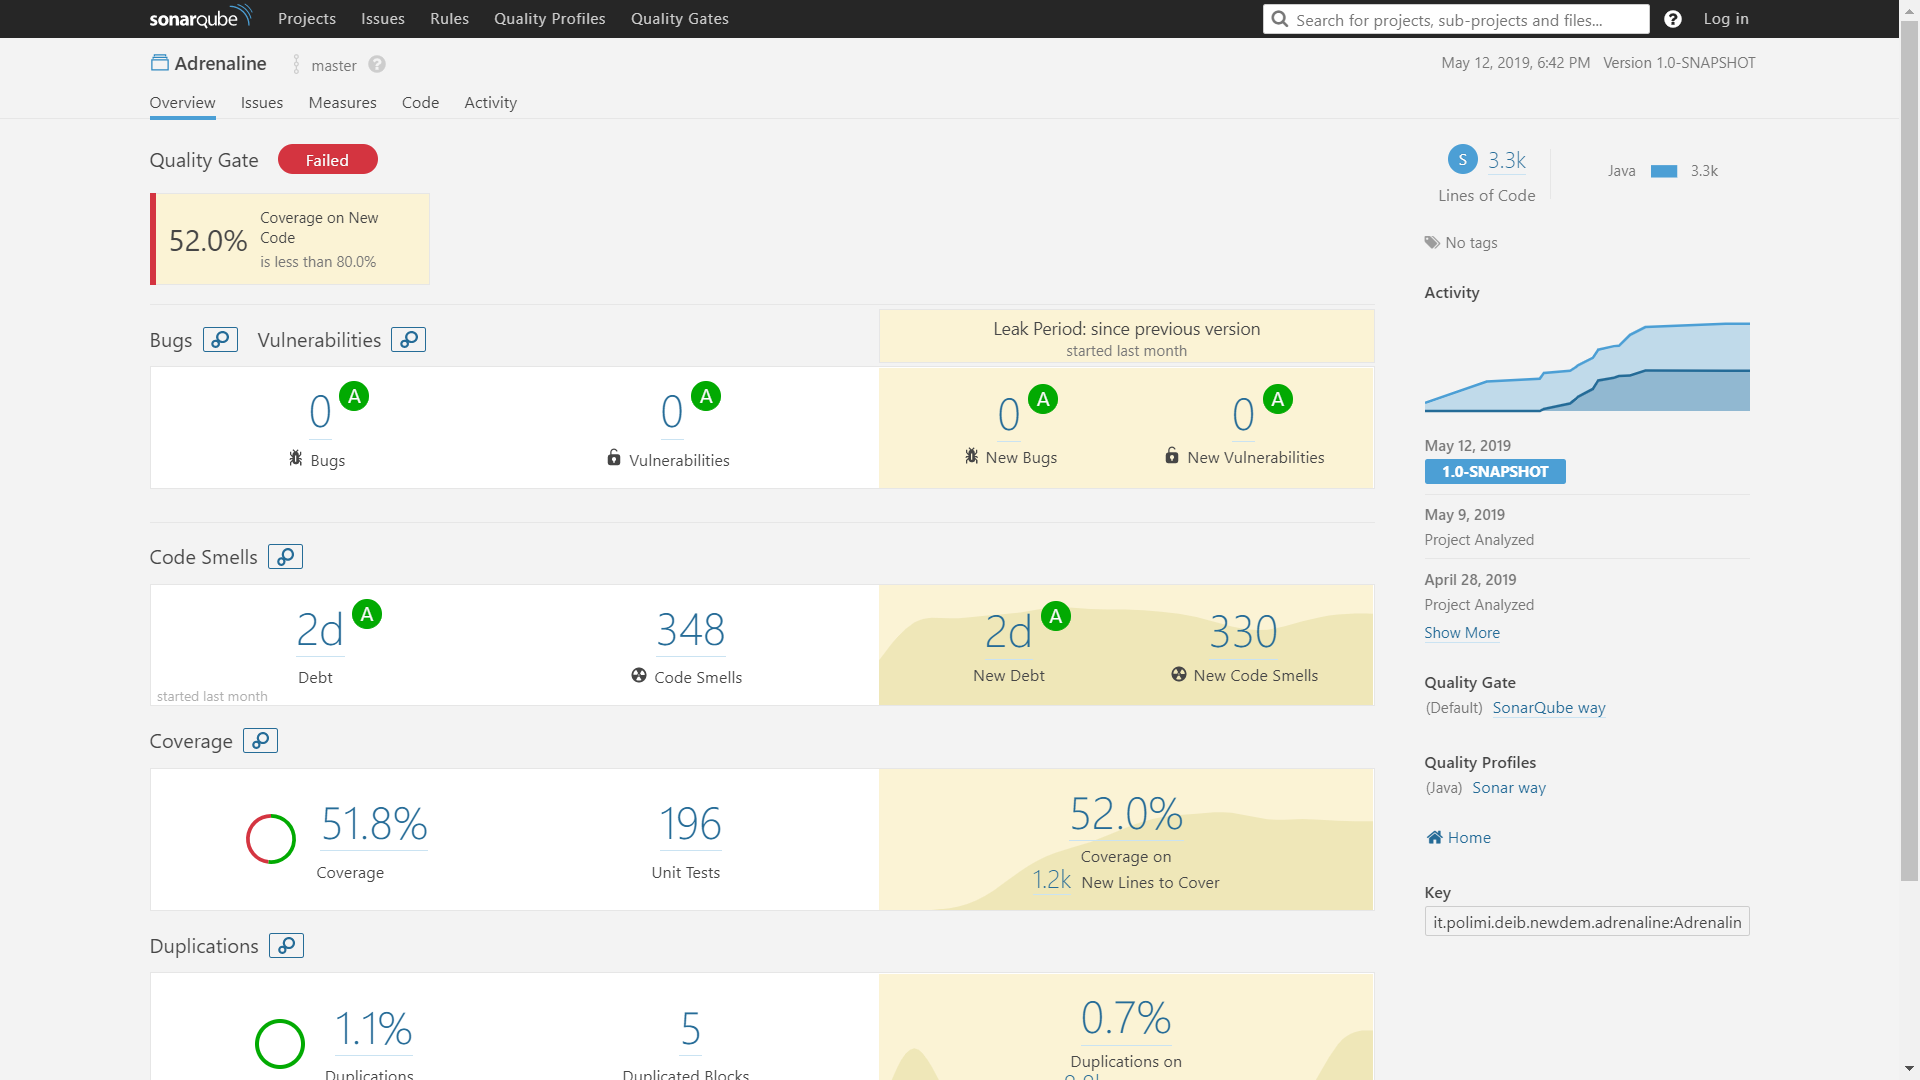 sonarqube Projects Issues Rules Quality Profiles Quality Gates Search for projects, sub-projects and files... ? Log in
Adrenaline master ? May 12, 2019, 6:42 PM Version 1.0-SNAPSHOT
Overview Issues Measures Code Activity
Quality Gate Failed
52.0%
Coverage on New
Code
is less than 80.0%
Bugs Vulnerabilities
Leak Period: since previous version
started last month
0 A
Bugs
0 A
Vulnerabilities
0 A
New Bugs
0 A
New Vulnerabilities
Code Smells
2d A
Debt
started last month
348
Code Smells
2d A
New Debt
330
New Code Smells
Coverage
51.8%
Coverage
196
Unit Tests
52.0%
Coverage on
1.2k New Lines to Cover
Duplications
1.1%
Duplications
5
Duplicated Blocks
0.7%
Duplications on
S 3.3k
Lines of Code
Java 3.3k
No tags
Activity
May 12, 2019
1.0-SNAPSHOT
May 9, 2019
Project Analyzed
April 28, 2019
Project Analyzed
Show More
Quality Gate
(Default) SonarQube way
Quality Profiles
(Java) Sonar way
Home
Key
it.polimi.deib.newdem.adrenaline:Adrenalin